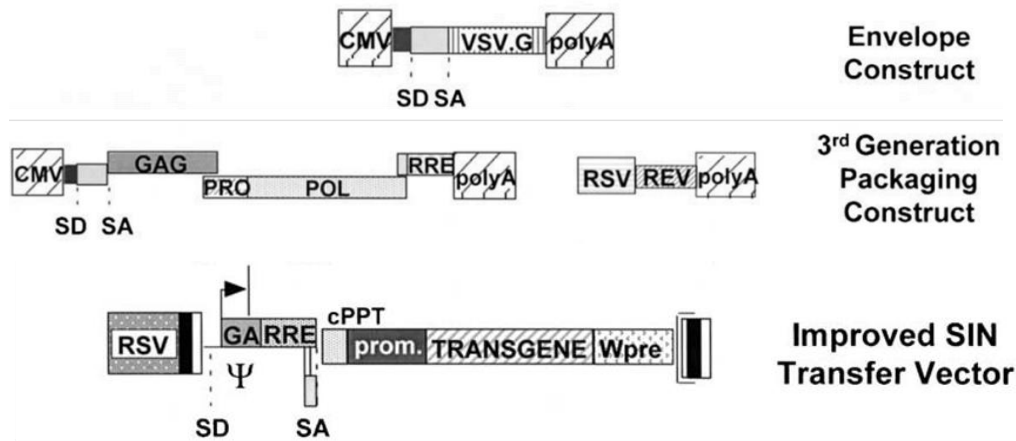 CMV VSV.G polyA
SD SA
Envelope
Construct
CMV GAG PRO POL RRE polyA
SD SA
RSV REV polyA
3rd Generation
Packaging
Construct
cPPT
RSV GA RRE prom. TRANSGENE Wpre
Ψ
SD SA
Improved SIN
Transfer Vector